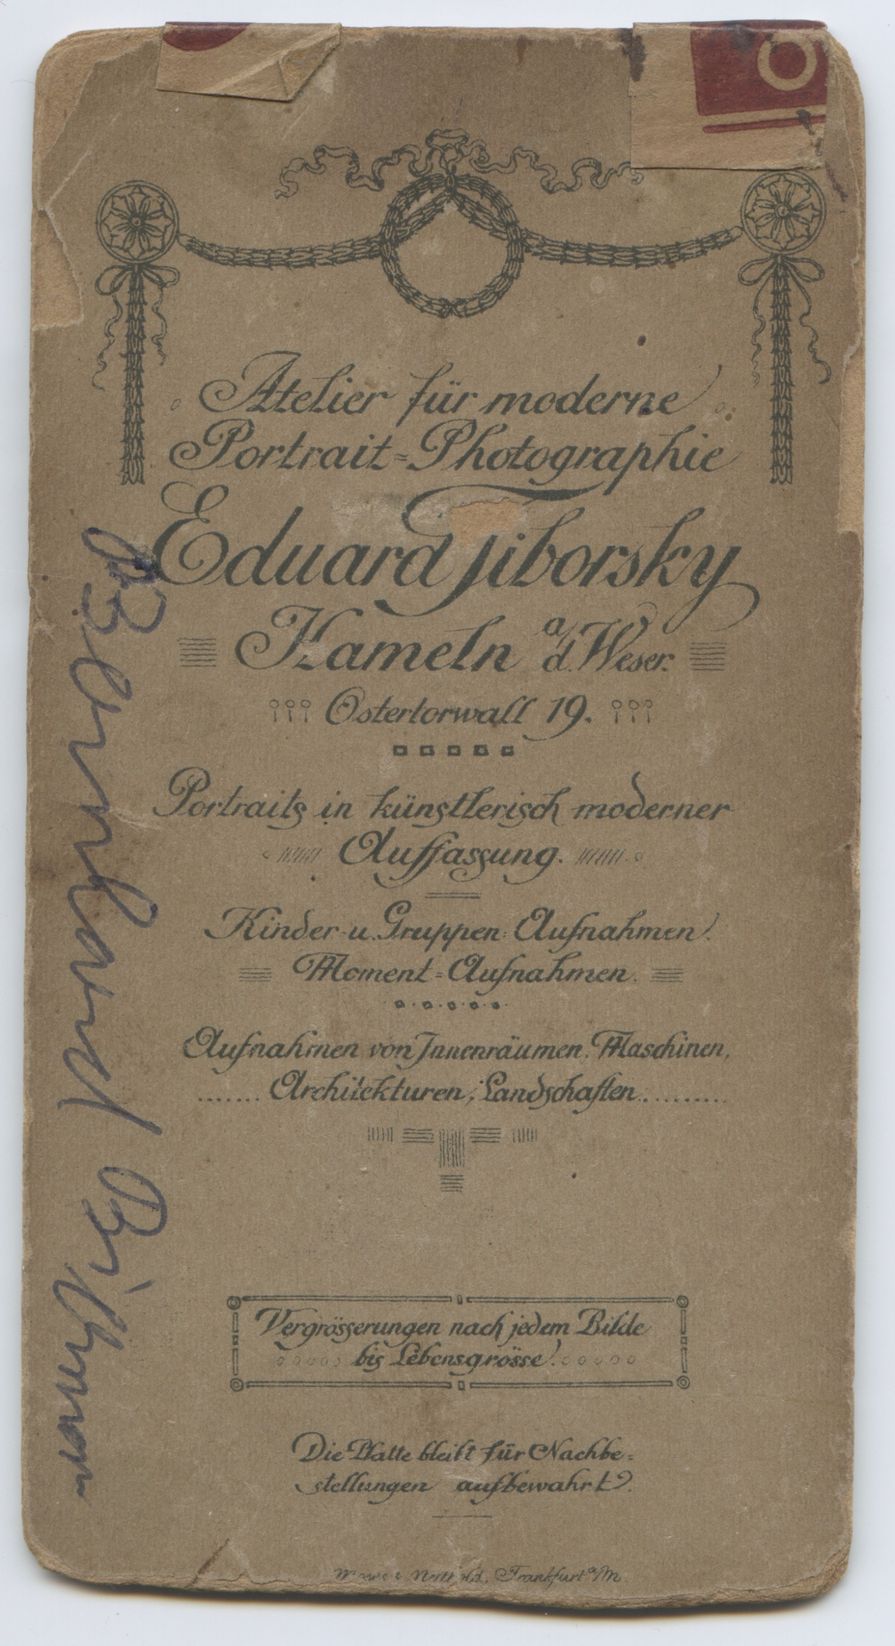 Atelier für moderne
Portrait=Photographie
Eduard Tiborsky
Hameln a/d. Weser.
Ostertorwall 19.
Portraits in künstlerisch moderner
Auffassung.
Kinder- u. Gruppen-Aufnahmen.
Moment=Aufnahmen.
Aufnahmen von Innenräumen, Maschinen,
Architekturen, Landschaften
Vergrösserungen nach jedem Bilde
bis Lebensgrösse.
Die Platte bleibt für Nachbe=
stellungen aufbewahrt.
Frankfurt a/M.
Bernhard